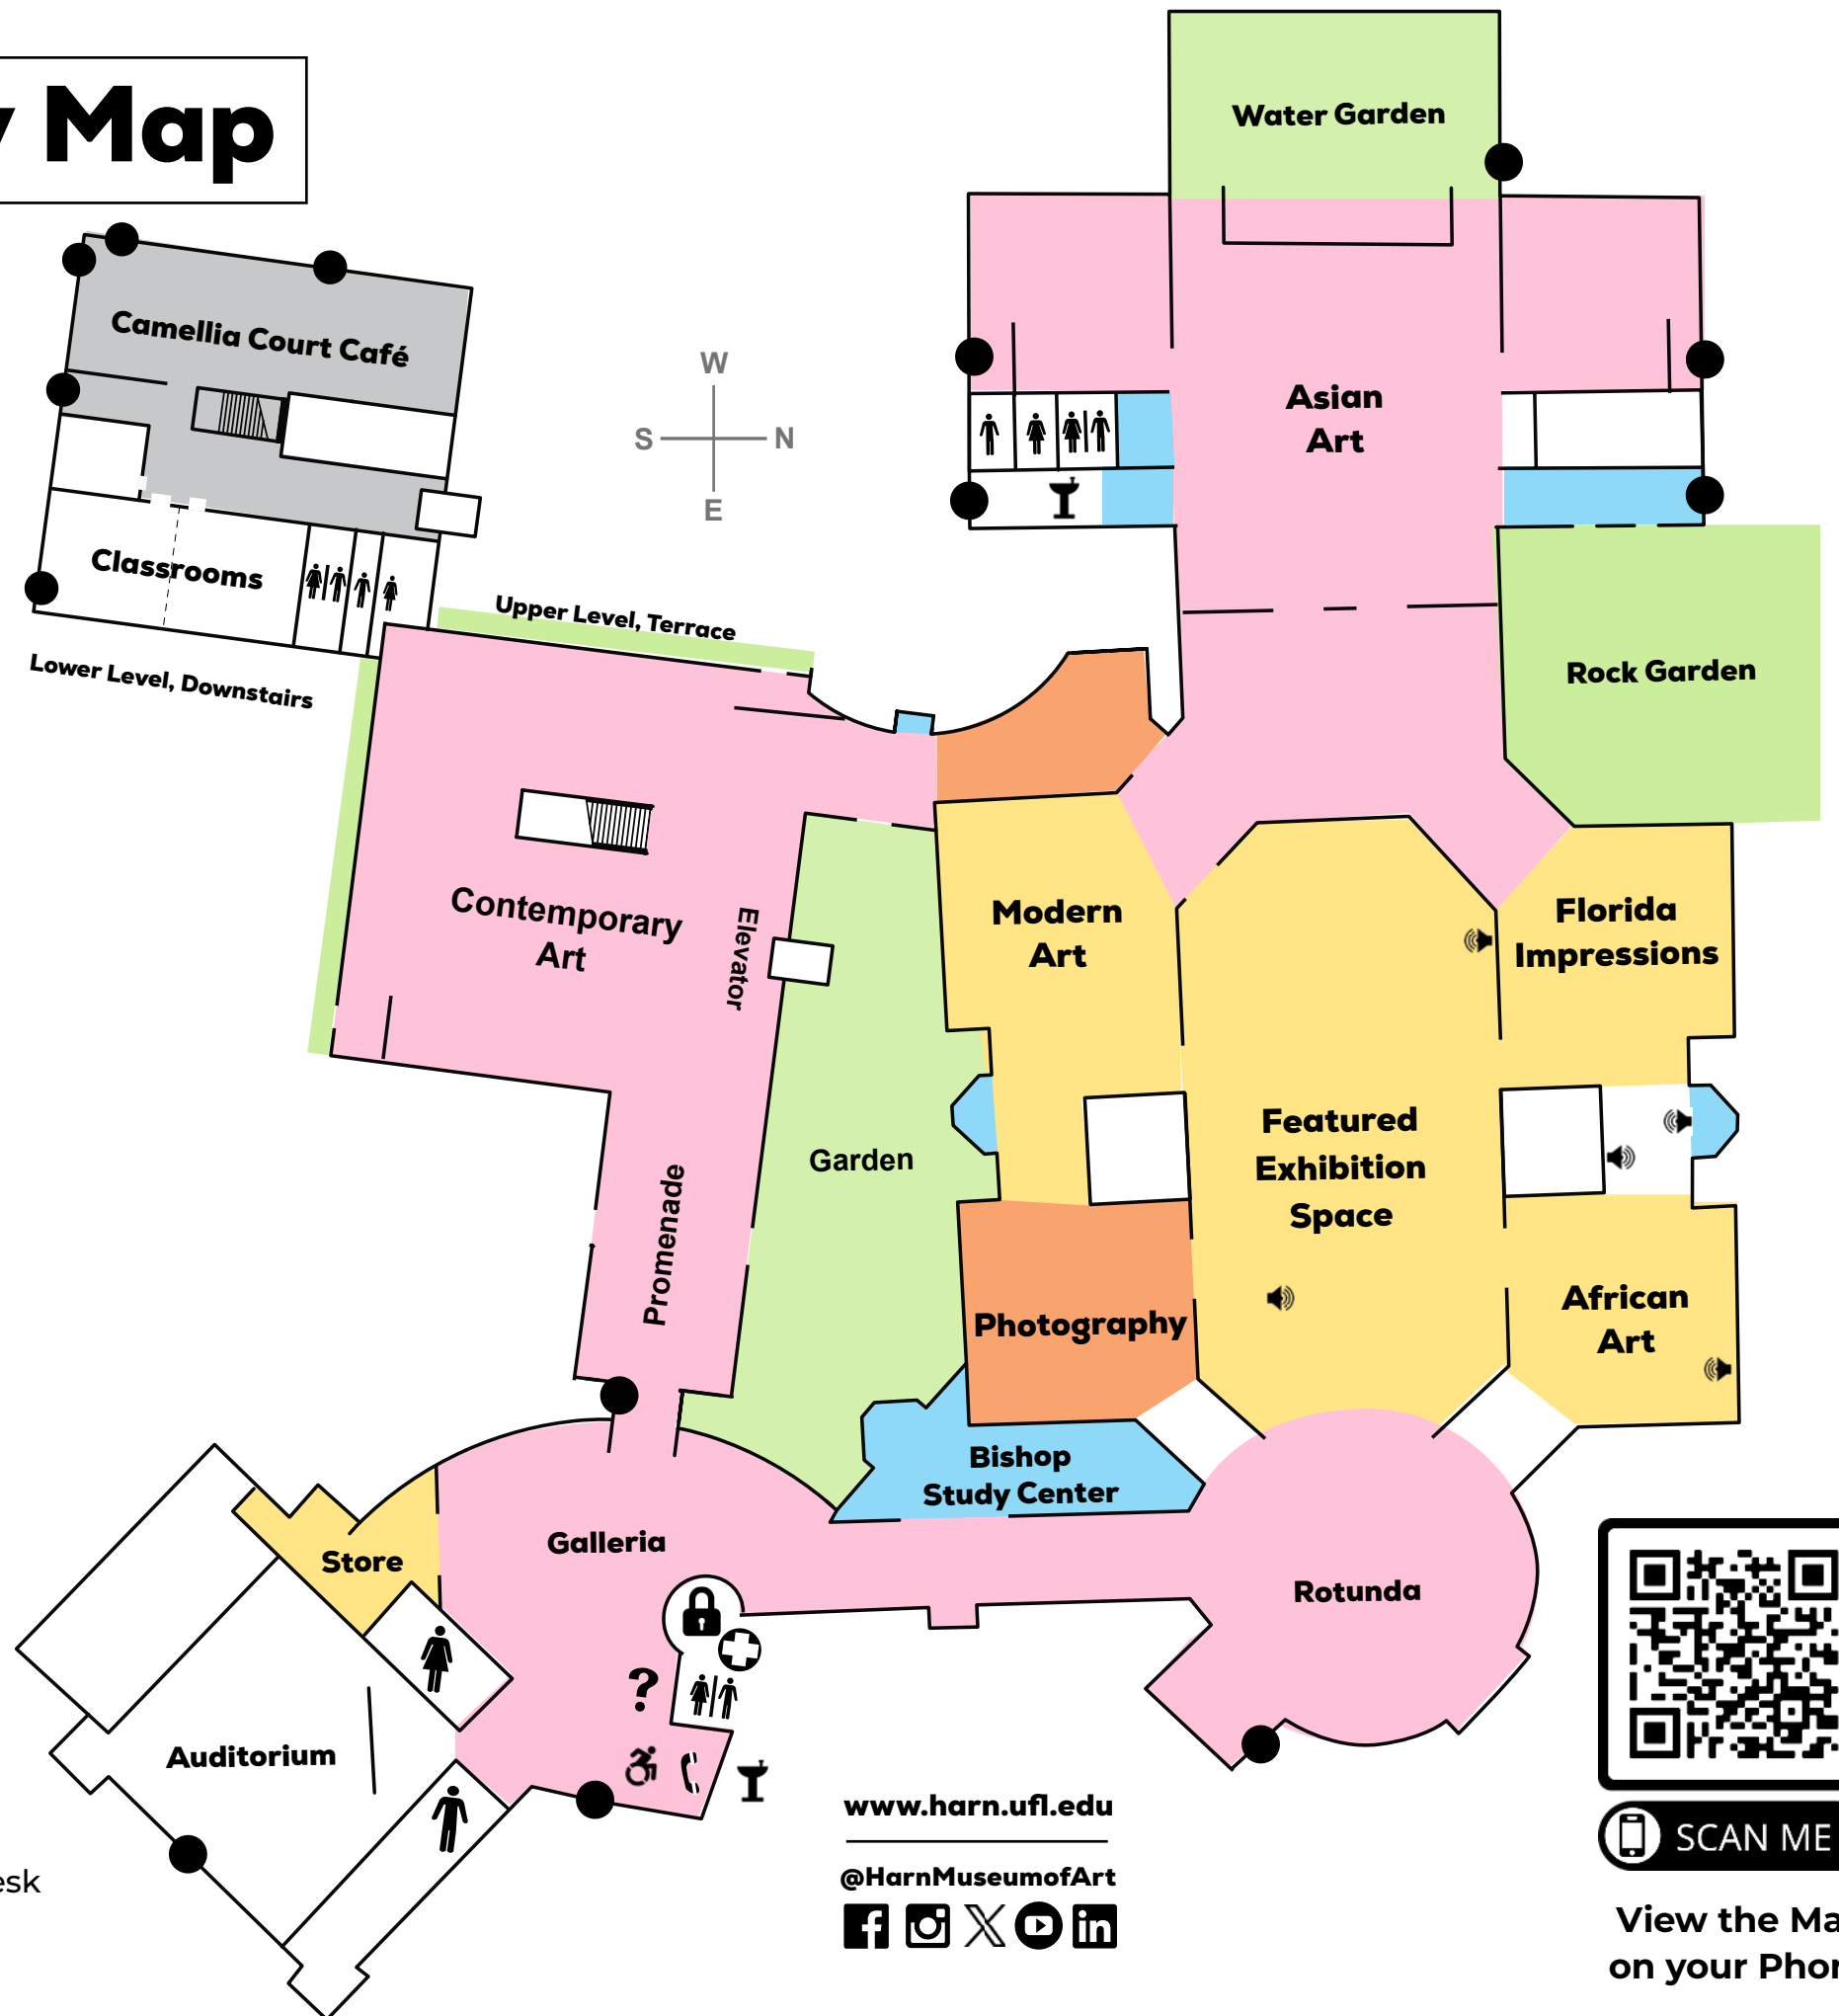 Map
Water Garden
Camellia Court Café
W
S
N
E
Asian
Art
Classrooms
Upper Level, Terrace
Lower Level, Downstairs
Rock Garden
Contemporary
Art
Elevator
Modern
Art
Florida
Impressions
Garden
Featured
Exhibition
Space
Promenade
Photography
African
Art
Bishop
Study Center
Galleria
Store
Rotunda
?
Auditorium
www.harn.ufl.edu
@HarnMuseumofArt
SCAN ME
esk
View the Ma
on your Phon